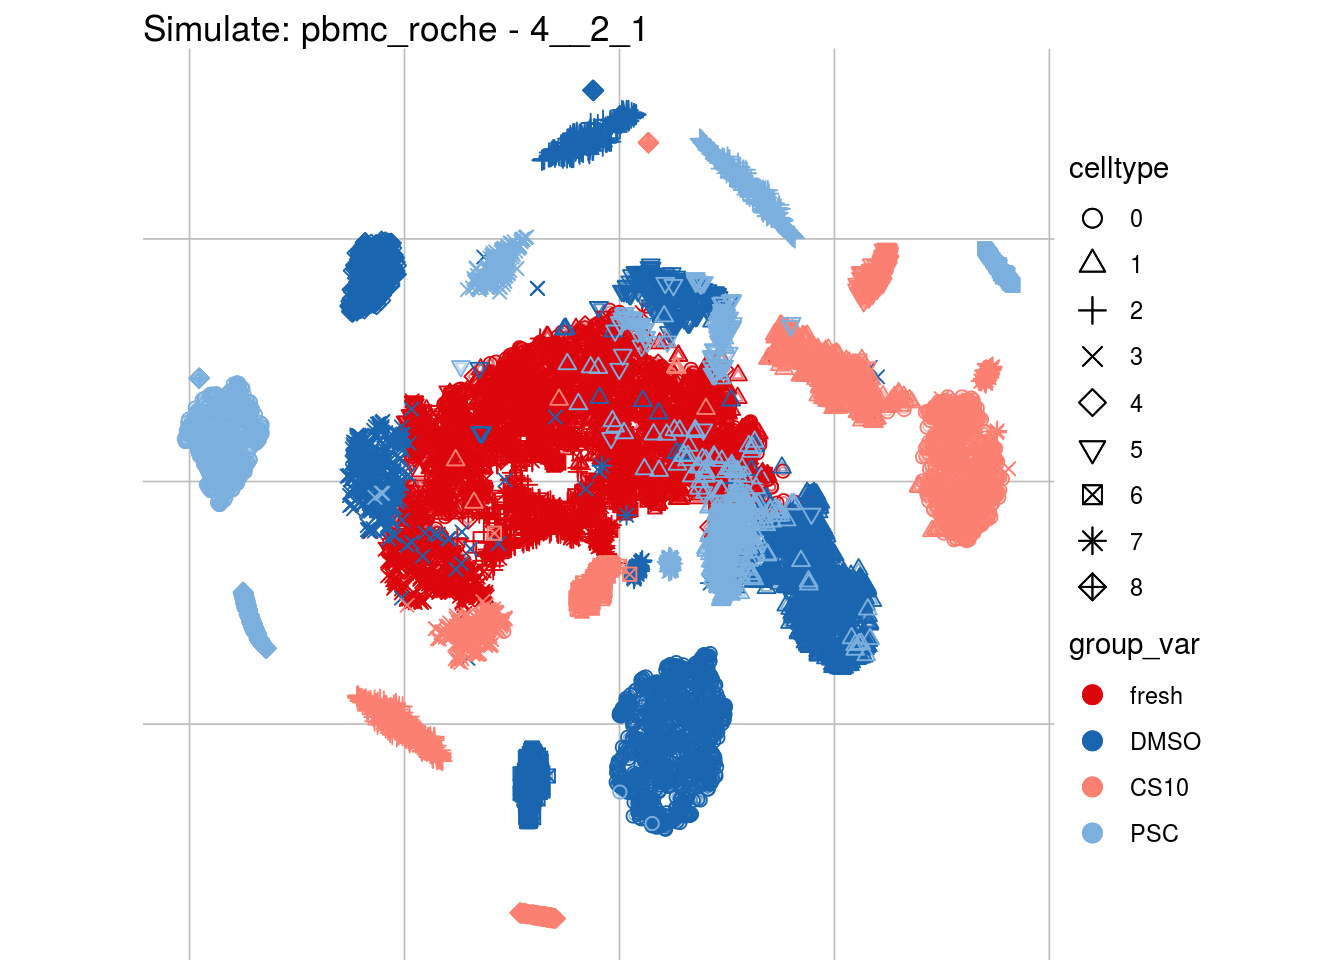 Simulate: pbmc_roche - 4__2_1
celltype
0
1
2
3
4
5
6
7
8
group_var
fresh
DMSO
CS10
PSC